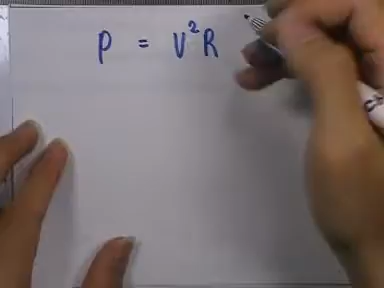 P = V²R